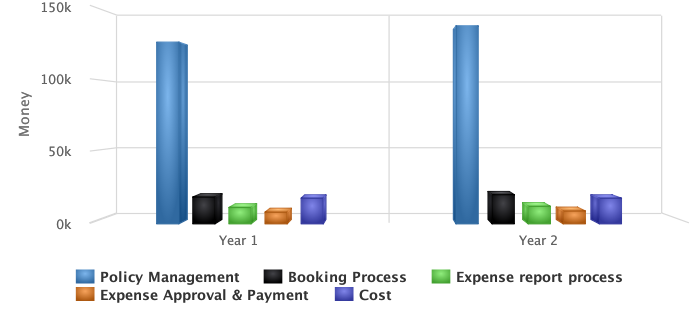 150k
100k
50k
0k
Money
Year 1
Year 2
Policy Management
Booking Process
Expense report process
Expense Approval & Payment
Cost